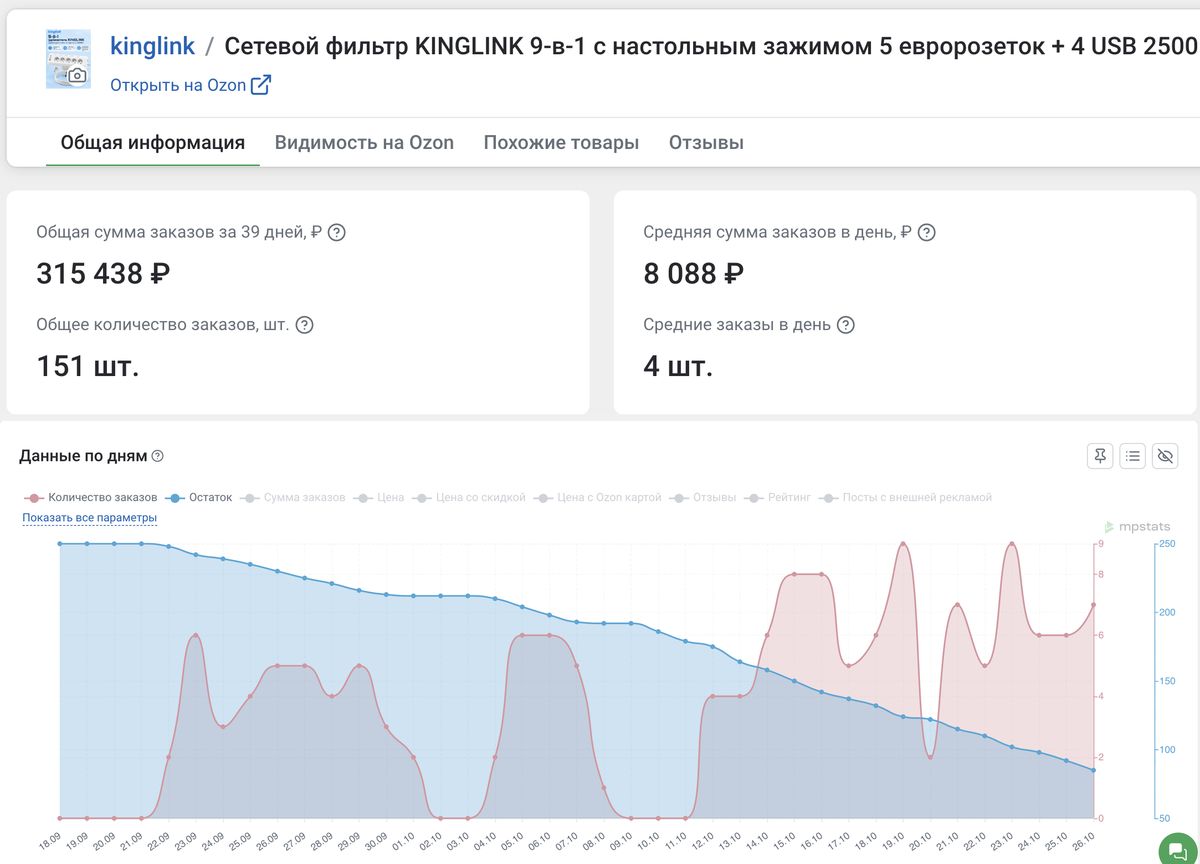 kinglink / Сетевой фильтр KINGLINK 9-в-1 с настольным зажимом 5 евророзеток + 4 USB 2500
Открыть на Ozon
Общая информация Видимость на Ozon Похожие товары Отзывы
Общая сумма заказов за 39 дней, ₽ ?
315 438 ₽
Общее количество заказов, шт. ?
151 шт.
Средняя сумма заказов в день, ₽ ?
8 088 ₽
Средние заказы в день ?
4 шт.
Данные по дням ?
Количество заказов Остаток Сумма заказов Цена Цена со скидкой Цена с Ozon картой Отзывы Рейтинг Посты с внешней рекламой
Показать все параметры
mpstats
9 250
8
200
6
150
4
100
2
0 50
18.09 19.09 20.09 21.09 22.09 23.09 24.09 25.09 26.09 27.09 28.09 29.09 30.09 01.10 02.10 03.10 04.10 05.10 06.10 07.10 08.10 09.10 10.10 11.10 12.10 13.10 14.10 15.10 16.10 17.10 18.10 19.10 20.10 21.10 22.10 23.10 24.10 25.10 26.10